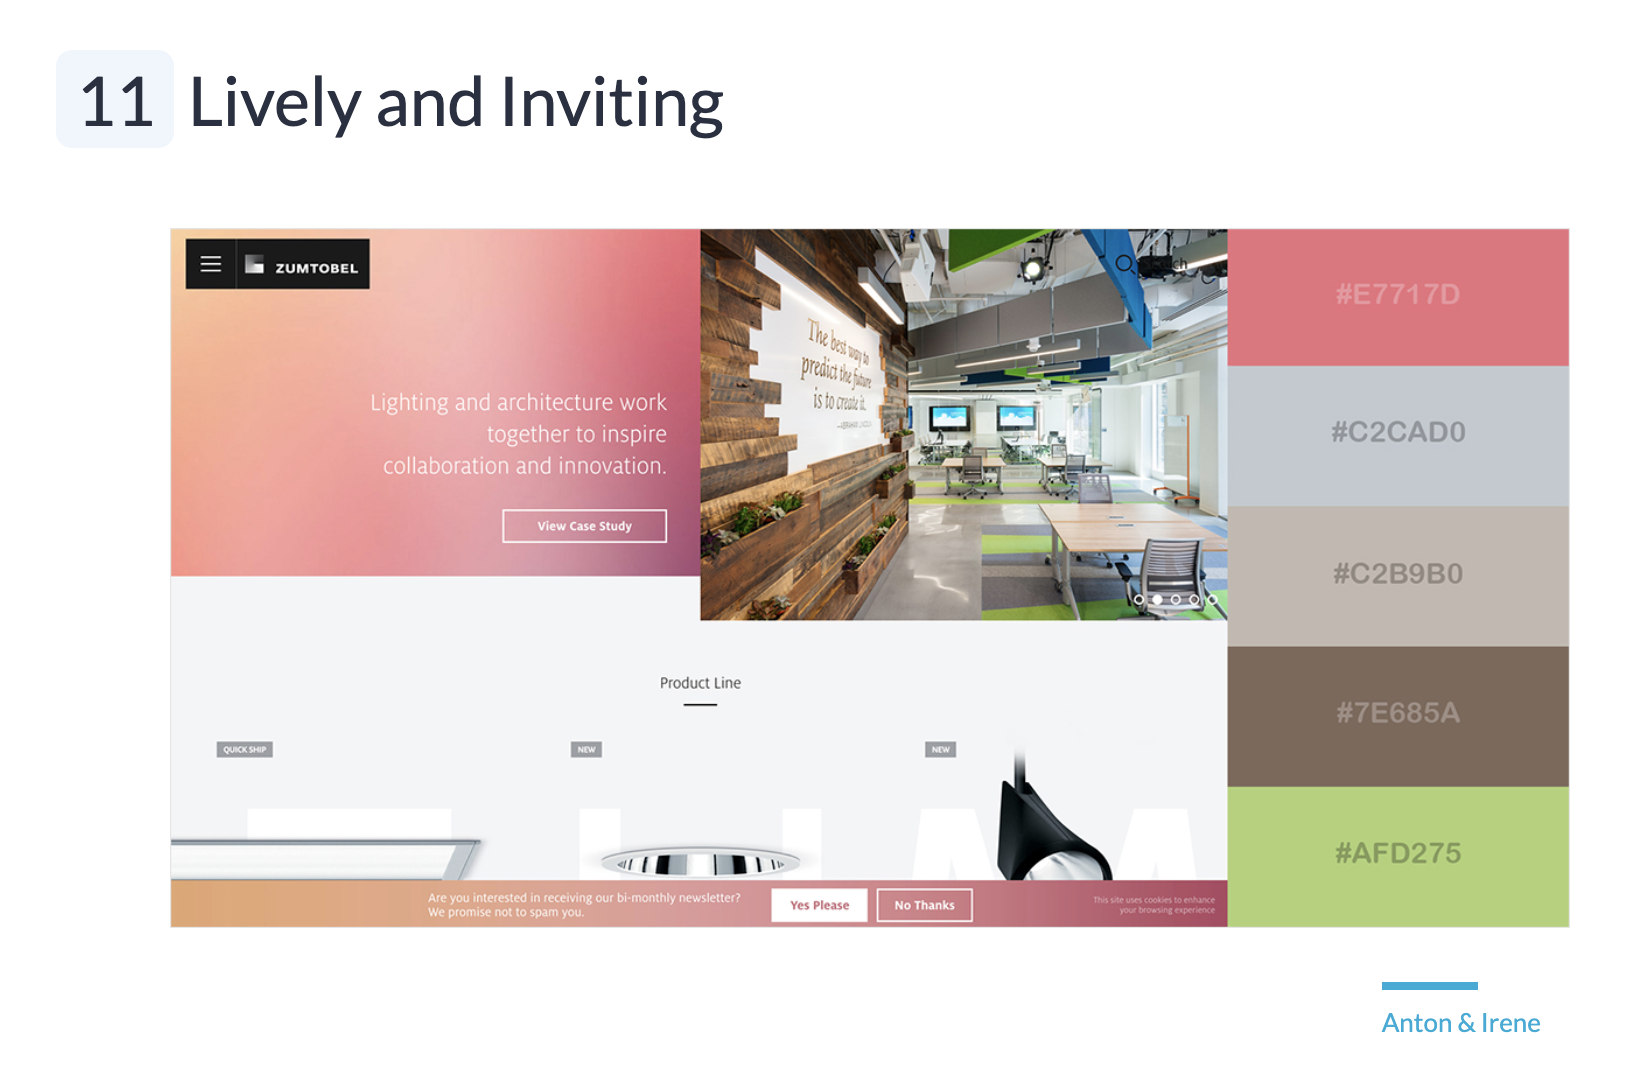 11 Lively and Inviting
ZUMTOBEL
Lighting and architecture work
together to inspire
collaboration and innovation.
View Case Study
The best way to
predict the future
is to create it.
Product Line
QUICK SHIP
NEW
NEW
Are you interested in receiving our bi-monthly newsletter?
We promise not to spam you.
Yes Please
No Thanks
This site uses cookies to enhance
your browsing experience
#E7717D
#C2CAD0
#C2B9B0
#7E685A
#AFD275
Anton & Irene